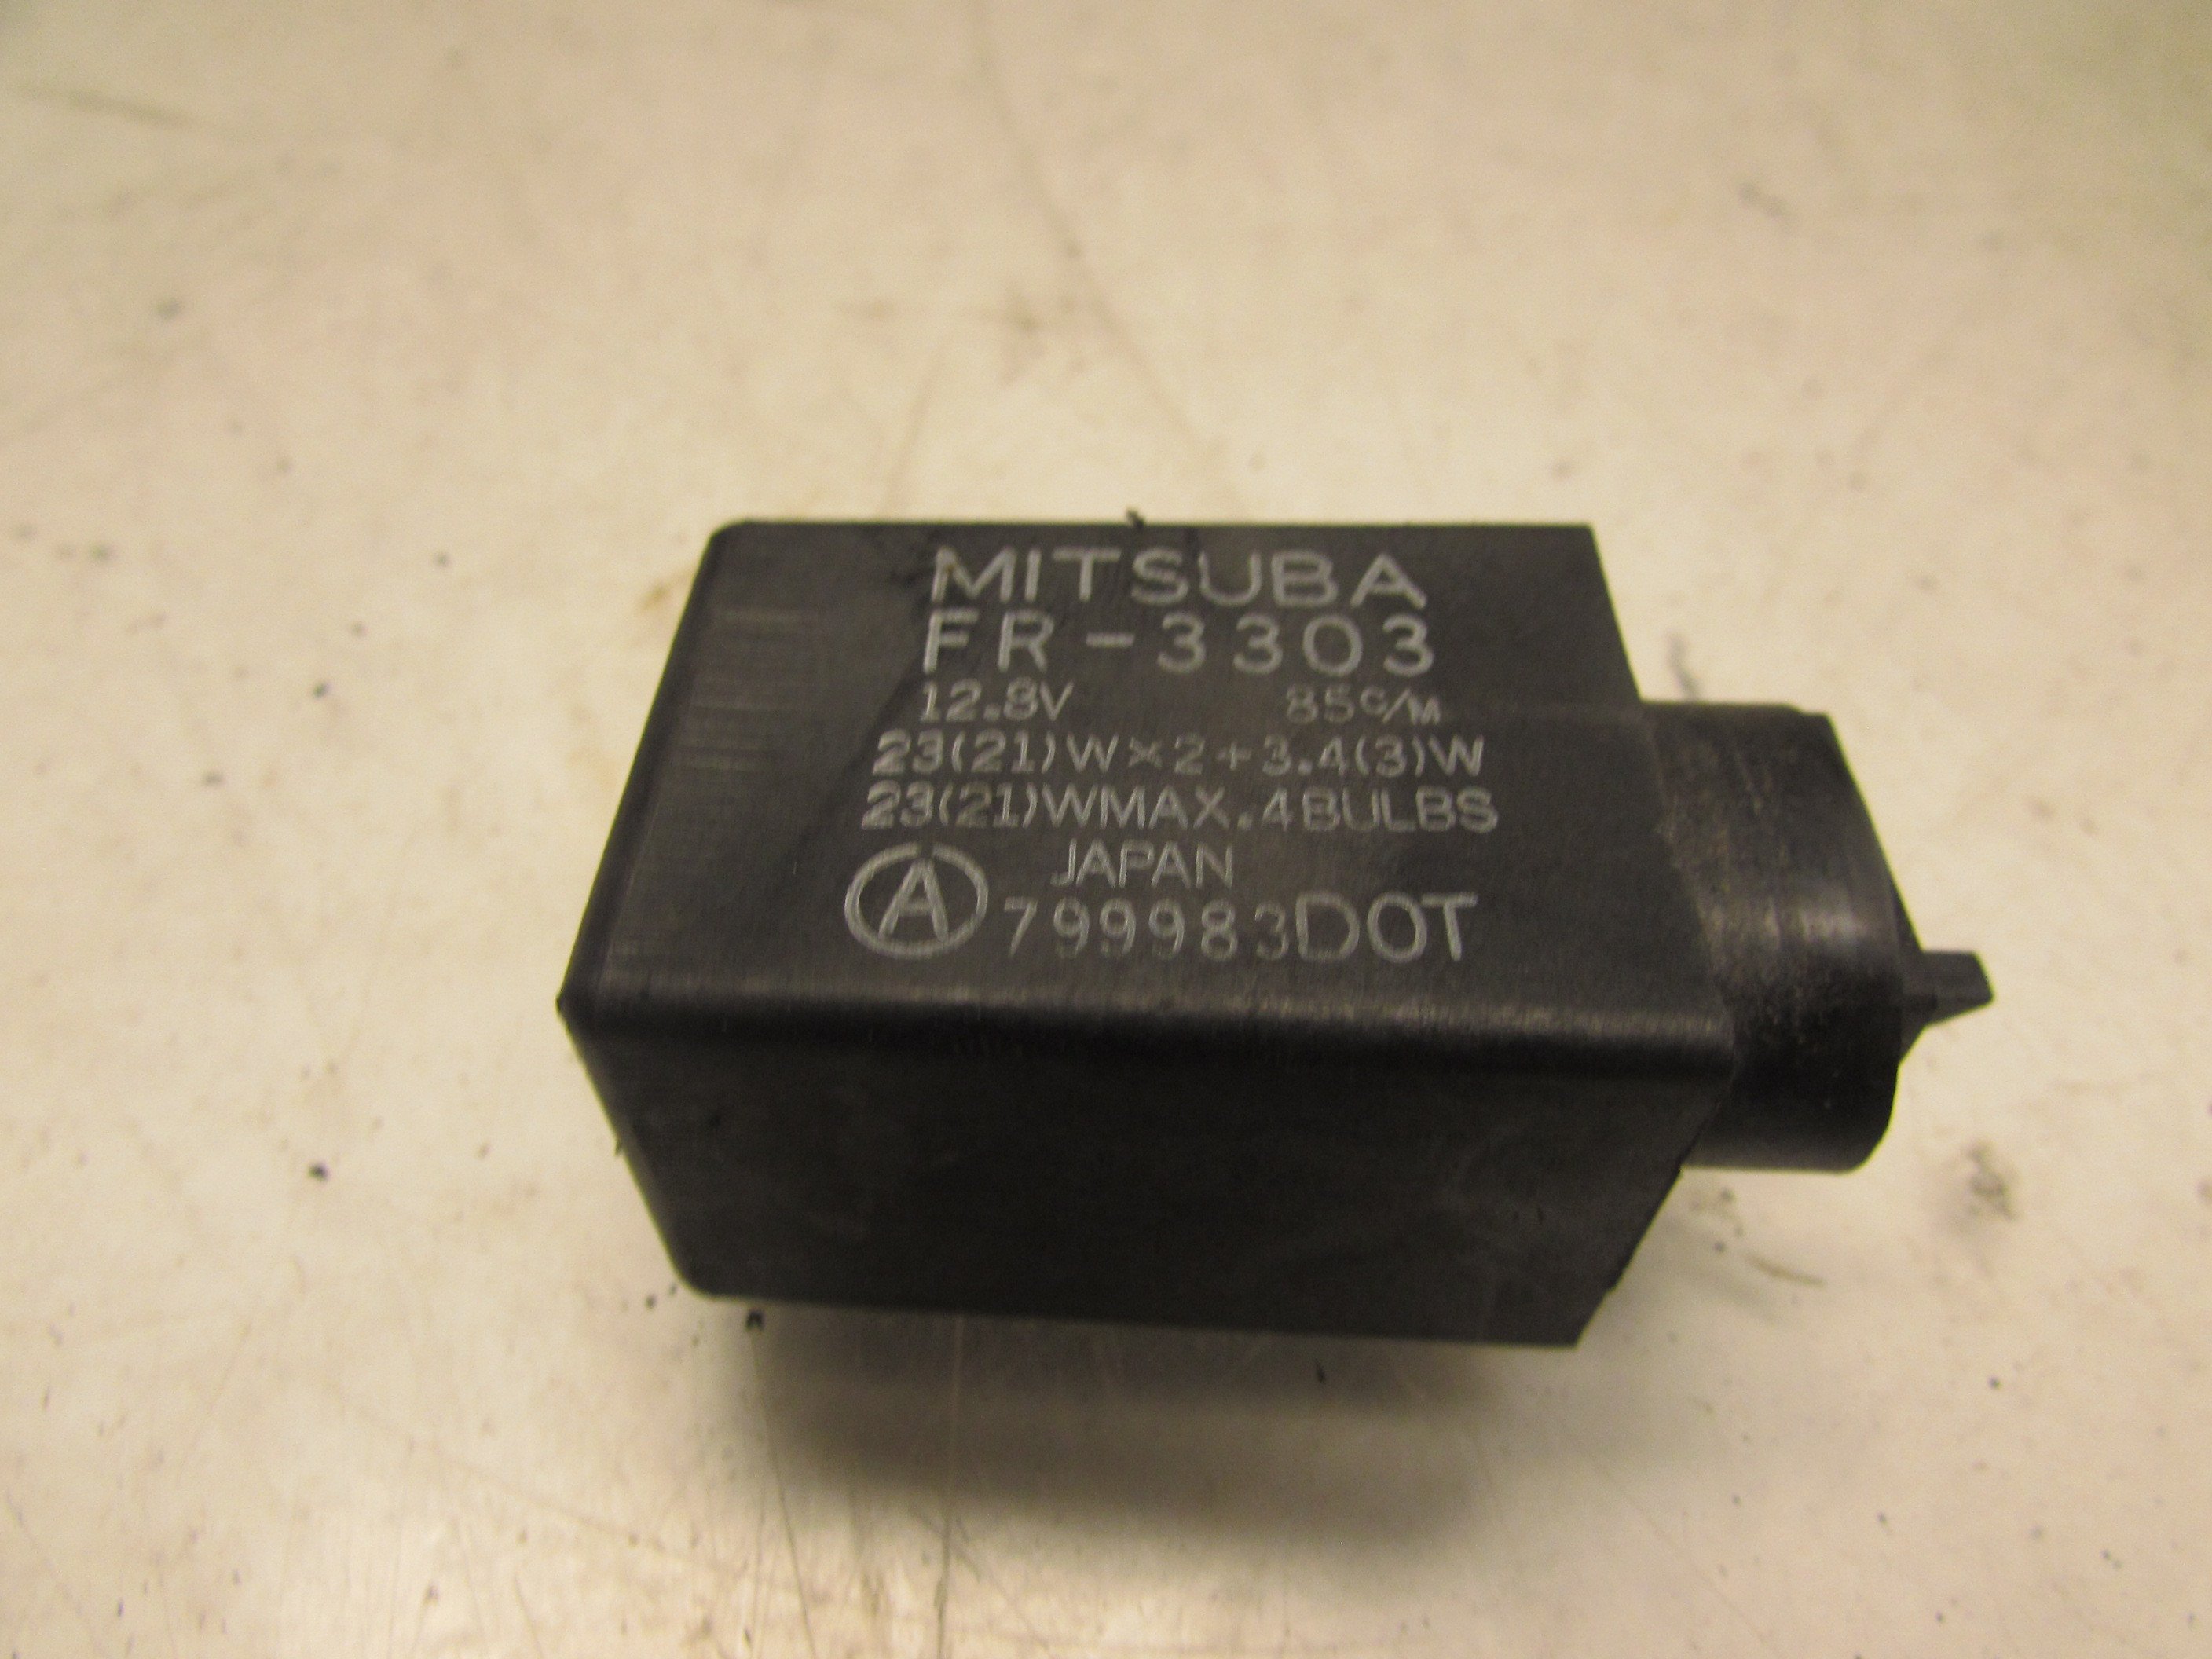 MITSUBA
FR-3303
12.8V 85C/M
23(21)W×2+3.4(3)W
23(21)WMAX.4BULBS
JAPAN
Ⓐ 799983DOT